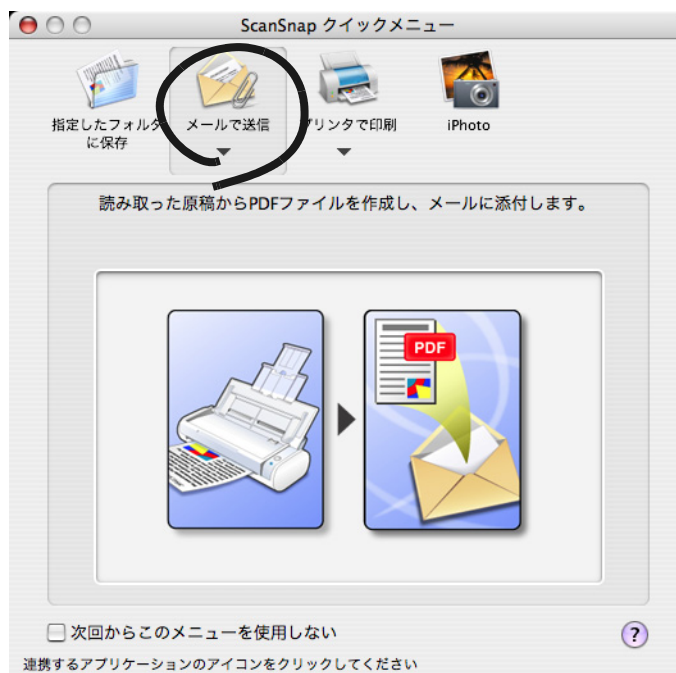 ScanSnap クイックメニュー
指定したフォルダ
に保存
メールで送信
プリンタで印刷
iPhoto
読み取った原稿からPDFファイルを作成し、メールに添付します。
PDF
次回からこのメニューを使用しない
?
連携するアプリケーションのアイコンをクリックしてください